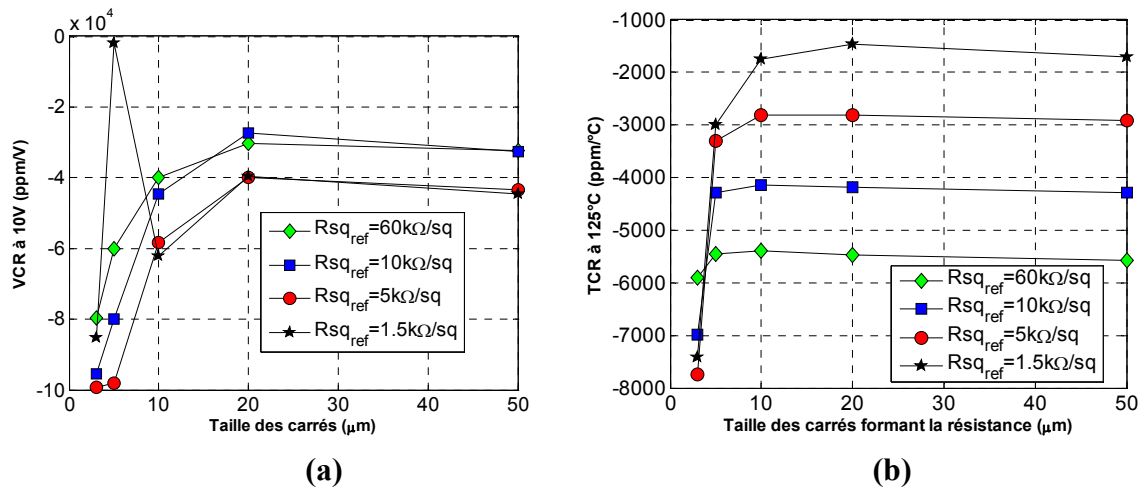 x 10⁴
0
-2
-4
-6
-8
-10
VCR à 10V (ppm/V)
0
10
20
30
40
50
Taille des carrés (µm)
Rsq_ref=60kΩ/sq
Rsq_ref=10kΩ/sq
Rsq_ref=5kΩ/sq
Rsq_ref=1.5kΩ/sq
(a)
-1000
-2000
-3000
-4000
-5000
-6000
-7000
-8000
TCR à 125°C (ppm/°C)
0
10
20
30
40
50
Taille des carrés formant la résistance (µm)
Rsq_ref=60kΩ/sq
Rsq_ref=10kΩ/sq
Rsq_ref=5kΩ/sq
Rsq_ref=1.5kΩ/sq
(b)